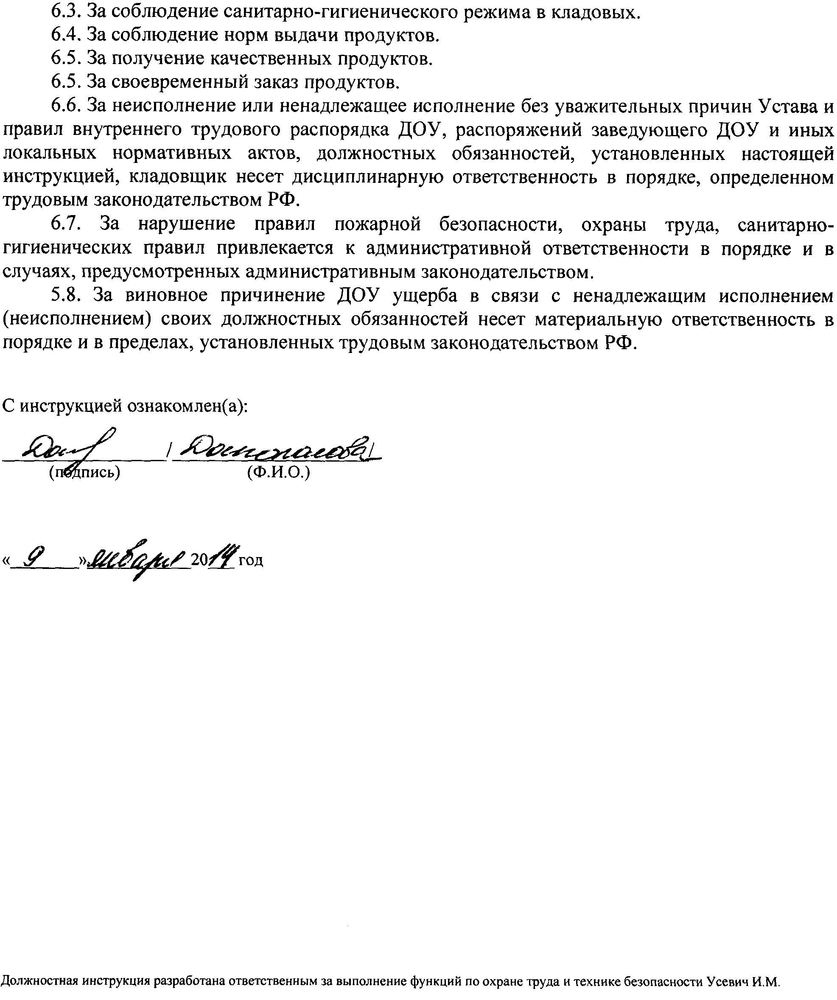 6.3. За соблюдение санитарно-гигиенического режима в кладовых.
6.4. За соблюдение норм выдачи продуктов.
6.5. За получение качественных продуктов.
6.5. За своевременный заказ продуктов.
6.6. За неисполнение или ненадлежащее исполнение без уважительных причин Устава и
правил внутреннего трудового распорядка ДОУ, распоряжений заведующего ДОУ и иных
локальных нормативных актов, должностных обязанностей, установленных настоящей
инструкцией, кладовщик несет дисциплинарную ответственность в порядке, определенном
трудовым законодательством РФ.
6.7. За нарушение правил пожарной безопасности, охраны труда, санитарно-
гигиенических правил привлекается к административной ответственности в порядке и в
случаях, предусмотренных административным законодательством.
5.8. За виновное причинение ДОУ ущерба в связи с ненадлежащим исполнением
(неисполнением) своих должностных обязанностей несет материальную ответственность в
порядке и в пределах, установленных трудовым законодательством РФ.
С инструкцией ознакомлен(а):
/ /
(подпись) (Ф.И.О.)
« 9 » января 2014 год
Должностная инструкция разработана ответственным за выполнение функций по охране труда и технике безопасности Усевич И.М.